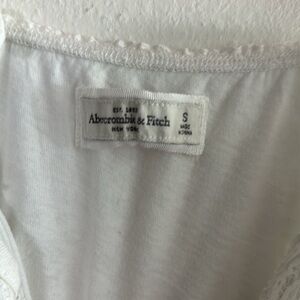 EST. 1892
Abercrombie & Fitch
NEW YORK
S